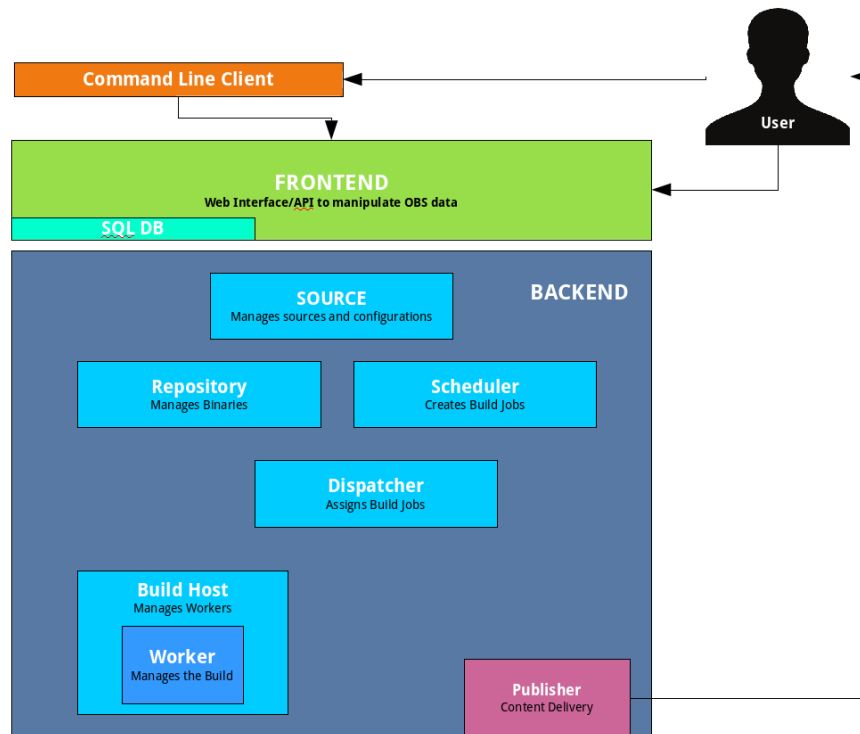 Command Line Client
User
FRONTEND
Web Interface/API to manipulate OBS data
SQL DB
BACKEND
SOURCE
Manages sources and configurations
Repository
Manages Binaries
Scheduler
Creates Build Jobs
Dispatcher
Assigns Build Jobs
Build Host
Manages Workers
Worker
Manages the Build
Publisher
Content Delivery